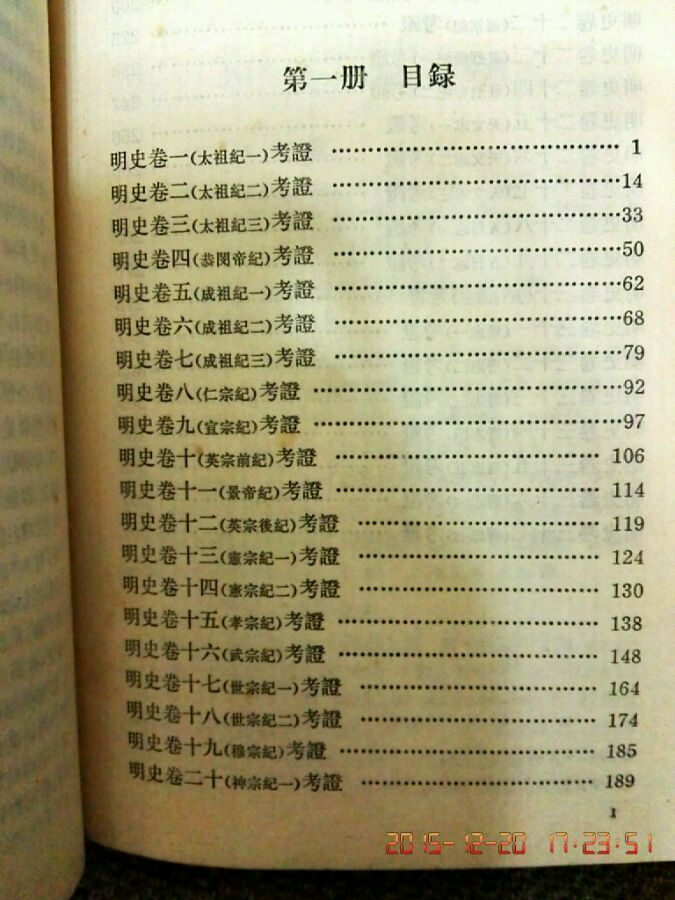 第一册 目録
明史卷一(太祖紀一)考證 …………………………… 1
明史卷二(太祖紀二)考證 ……………………………14
明史卷三(太祖紀三)考證 ……………………………33
明史卷四(恭閔帝紀)考證 ……………………………50
明史卷五(成祖紀一)考證 ……………………………62
明史卷六(成祖紀二)考證 ……………………………68
明史卷七(成祖紀三)考證 ……………………………79
明史卷八(仁宗紀)考證 ……………………………92
明史卷九(宣宗紀)考證 ……………………………97
明史卷十(英宗前紀)考證 ………………………… 106
明史卷十一(景帝紀)考證 ………………………… 114
明史卷十二(英宗後紀)考證 ……………………… 119
明史卷十三(憲宗紀一)考證 ……………………… 124
明史卷十四(憲宗紀二)考證 ……………………… 130
明史卷十五(孝宗紀)考證 ………………………… 138
明史卷十六(武宗紀)考證 ………………………… 148
明史卷十七(世宗紀一)考證 ……………………… 164
明史卷十八(世宗紀二)考證 ……………………… 174
明史卷十九(穆宗紀)考證 ………………………… 185
明史卷二十(神宗紀一)考證 ……………………… 189
1
2015-12-20 17:23:51